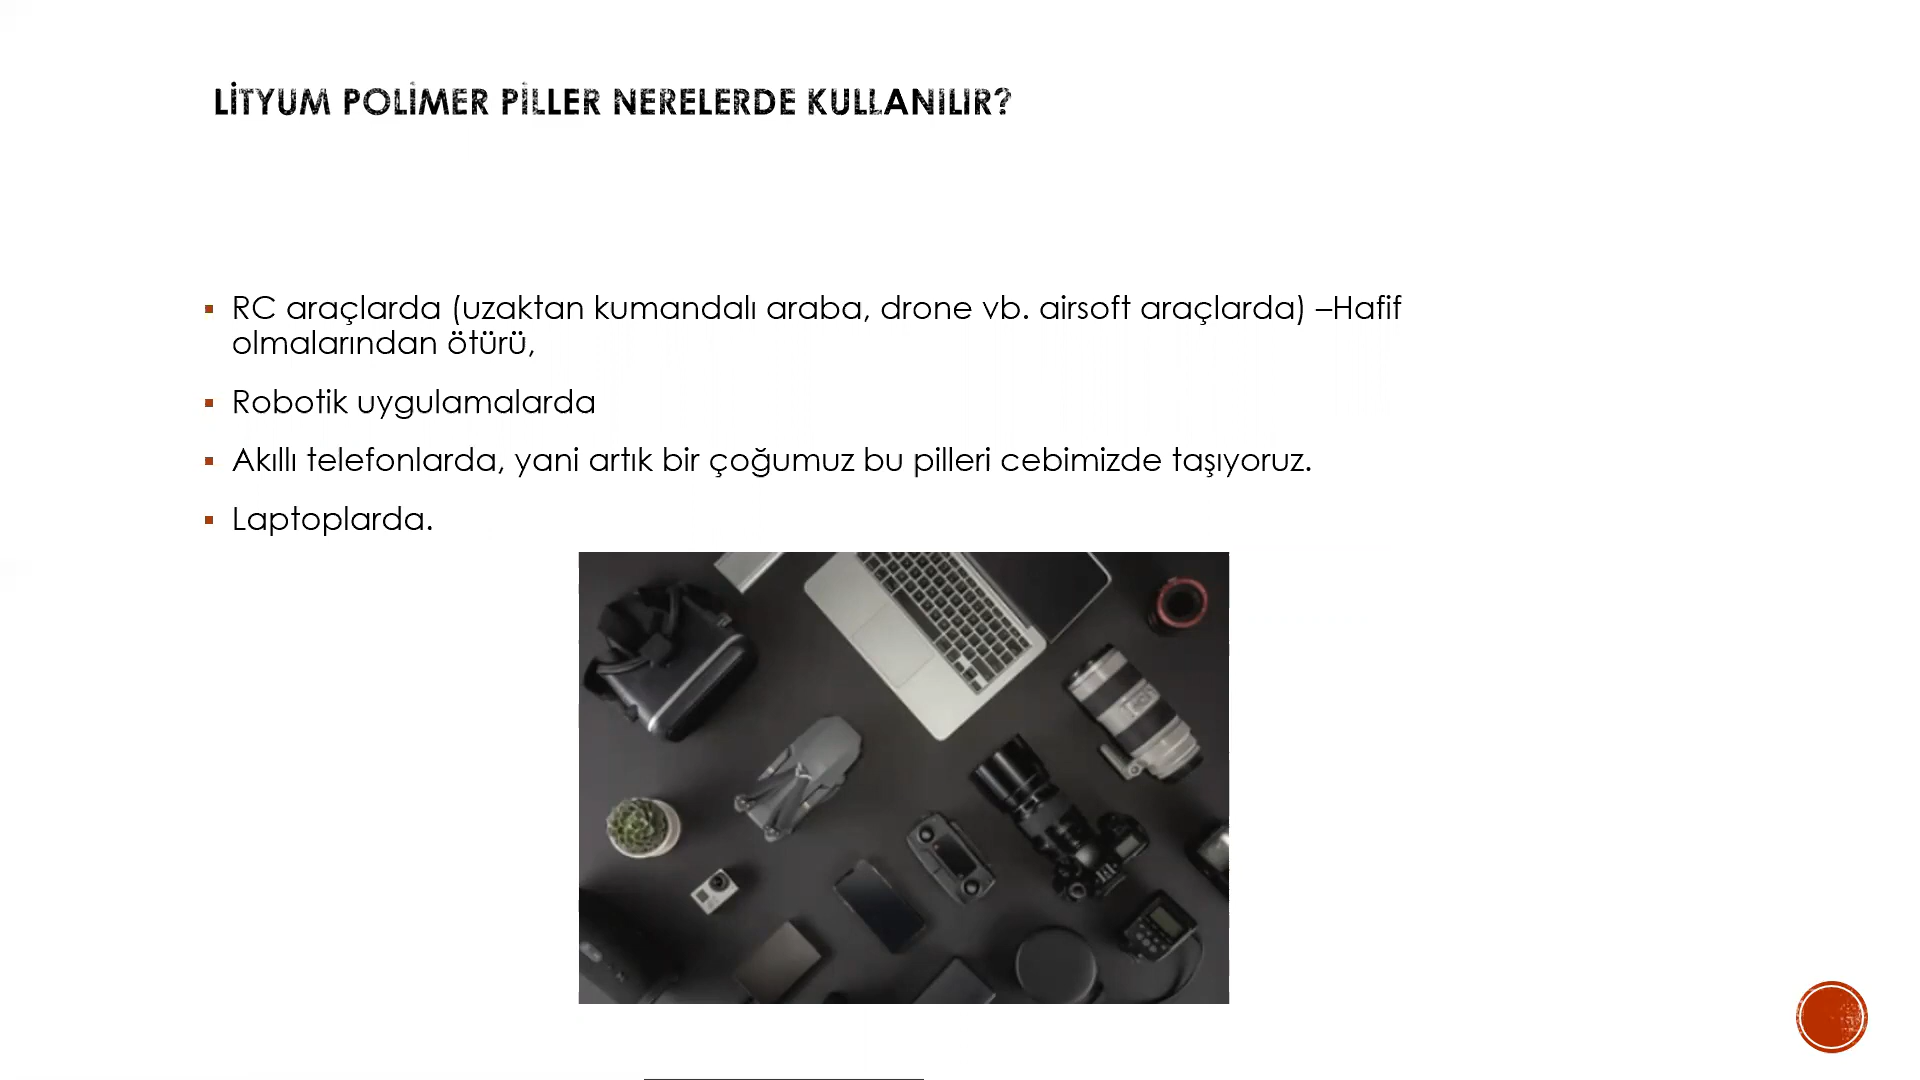 LİTYUM POLİMER PİLLER NERELERDE KULLANILIR?
▪ RC araçlarda (uzaktan kumandalı araba, drone vb. airsoft araçlarda) –Hafif
olmalarından ötürü,
▪ Robotik uygulamalarda
▪ Akıllı telefonlarda, yani artık bir çoğumuz bu pilleri cebimizde taşıyoruz.
▪ Laptoplarda.